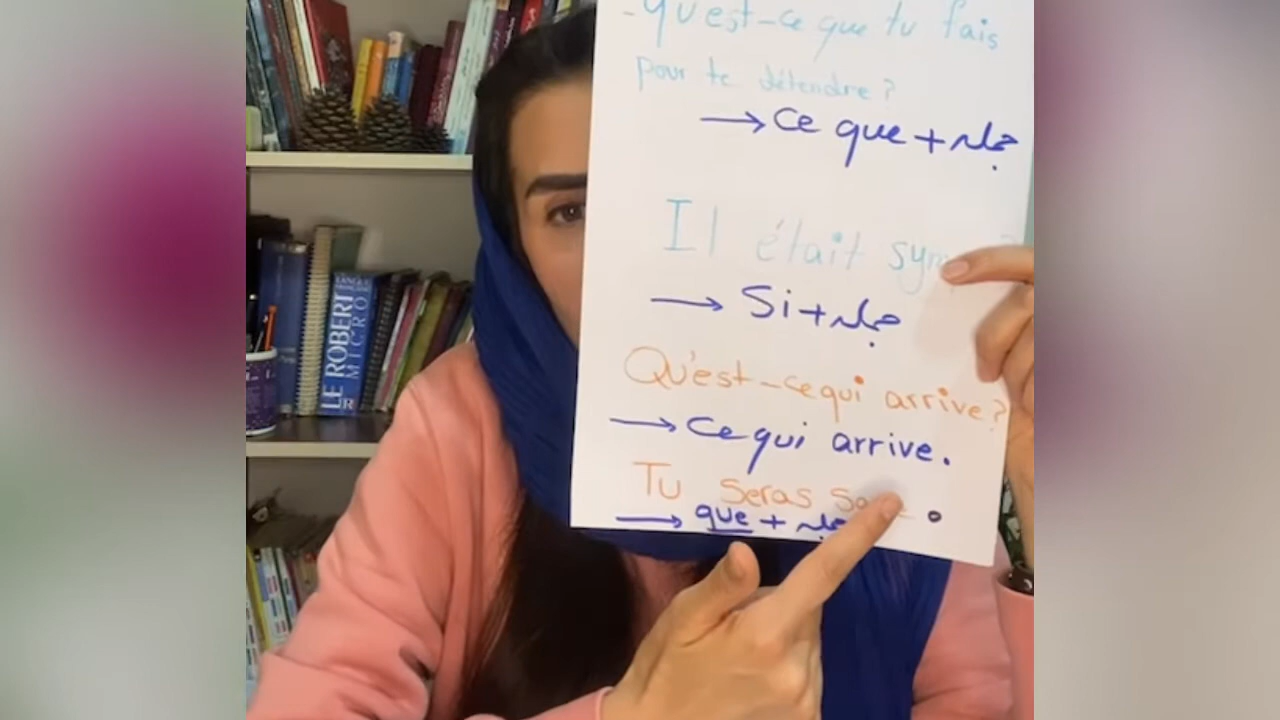 -qu'est-ce que tu fais
pour te détendre?
→ ce que + جمله
Il était
→ Si + جمله
Qu'est-ce qui arrive?
→ Ce qui arrive.
Tu seras
→ que + جمله
LE ROBERT
MICRO